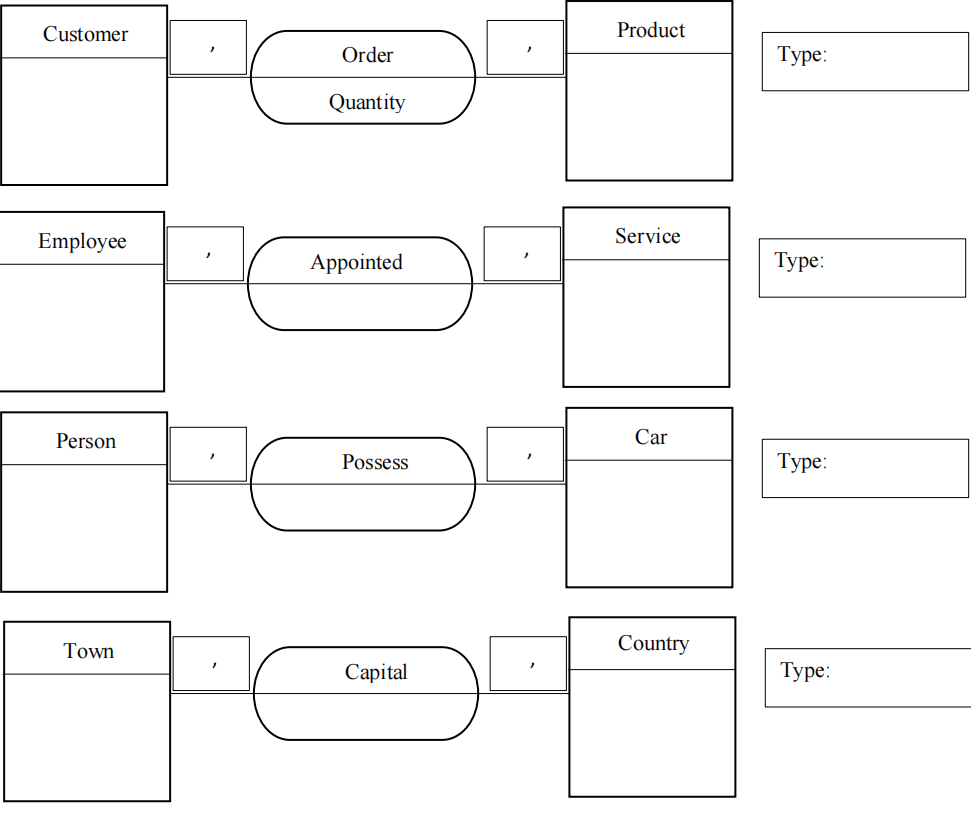 Customer
,
Order
Quantity
,
Product
Type:
Employee
,
Appointed
,
Service
Type:
Person
,
Possess
,
Car
Type:
Town
,
Capital
,
Country
Type: